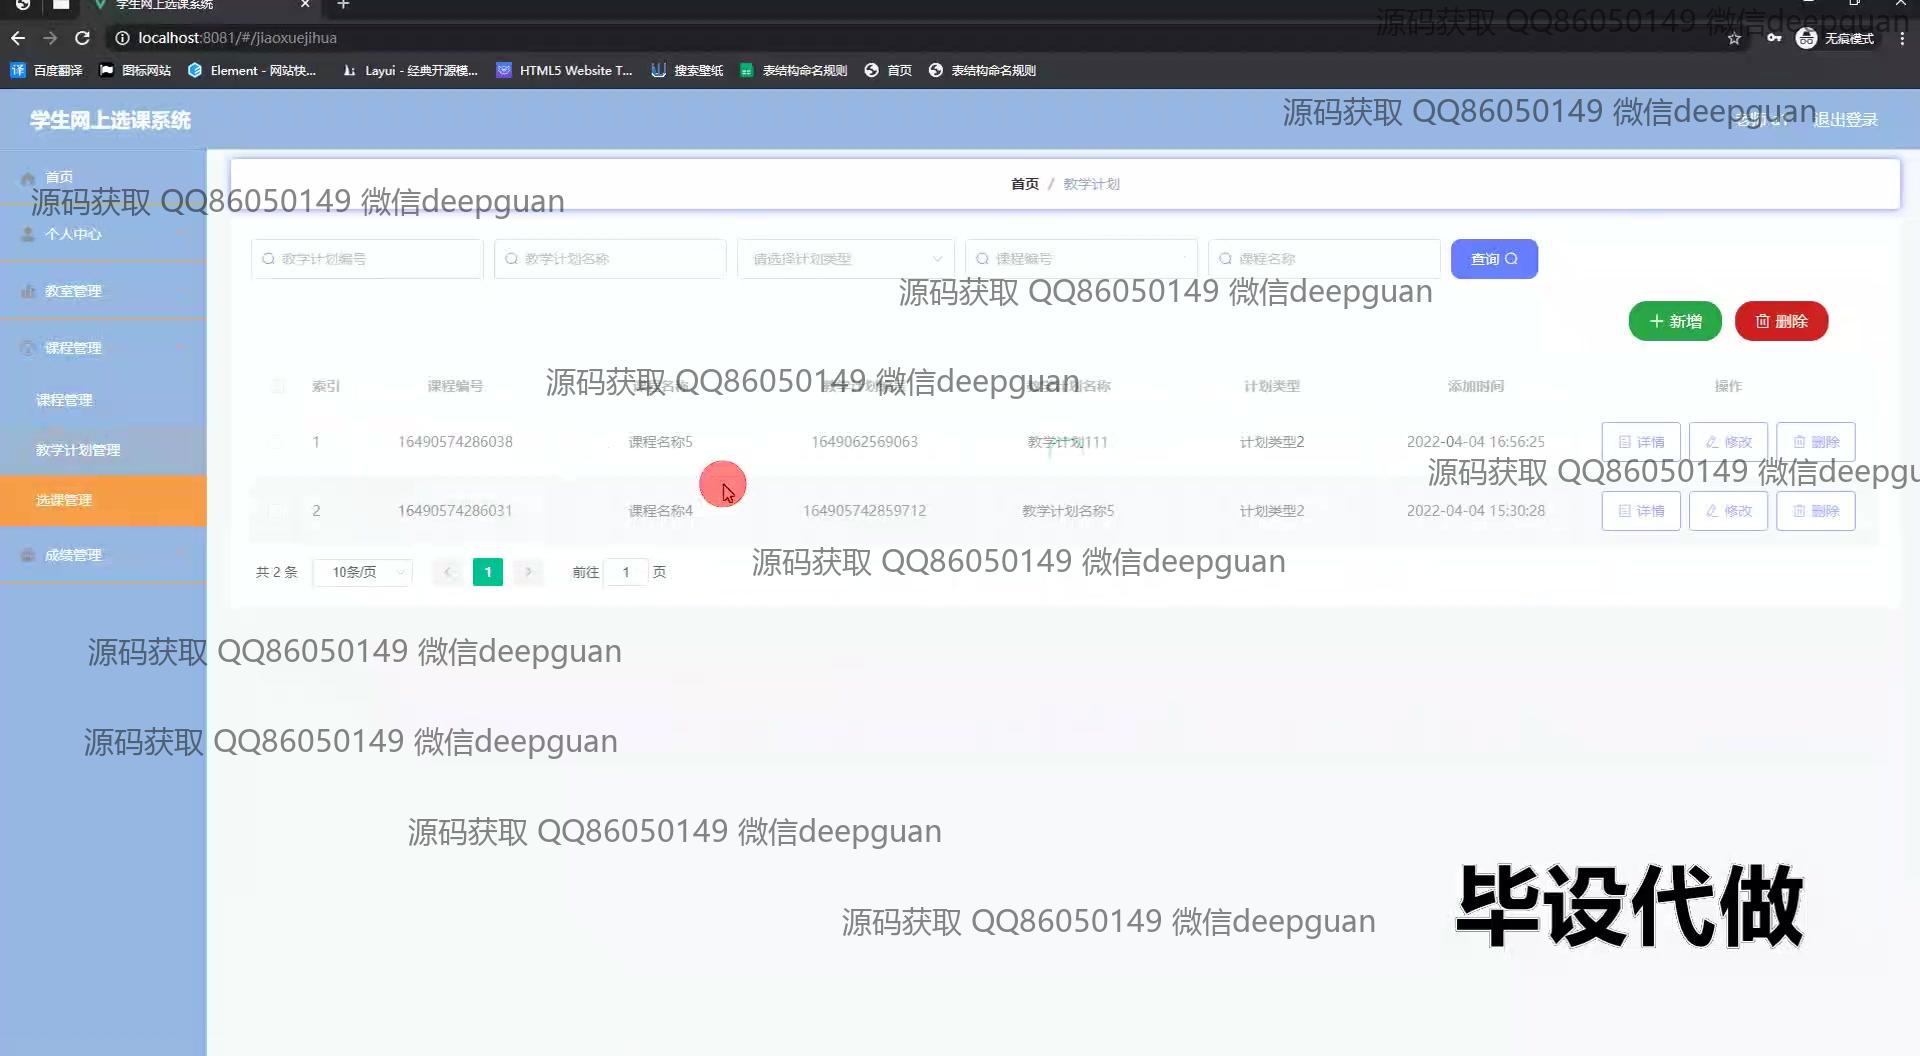 学生网上选课系统
源码获取 QQ86050149 微信deepguan
localhost:8081/#/jiaoxuejihua
无痕模式
百度翻译 图标网站 Element - 网站快... Layui - 经典开源模... HTML5 Website T... 搜索壁纸 表结构命名规则 首页 表结构命名规则
学生网上选课系统
源码获取 QQ86050149 微信deepguan
退出登录
首页
首页 / 教学计划
源码获取 QQ86050149 微信deepguan
个人中心
教学计划编号 教学计划名称 请选择计划类型 课程编号 课程名称 查询
教室管理
源码获取 QQ86050149 微信deepguan
新增 删除
课程管理
源码获取 QQ86050149 微信deepguan
索引 课程编号 课程名称 计划类型 添加时间 操作
课程管理
1 16490574286038 课程名称5 1649062569063 教学计划111 计划类型2 2022-04-04 16:56:25 详情 修改 删除
教学计划管理
源码获取 QQ86050149 微信deepgu
选课管理
2 16490574286031 课程名称4 164905742859712 教学计划名称5 计划类型2 2022-04-04 15:30:28 详情 修改 删除
成绩管理
源码获取 QQ86050149 微信deepguan
共 2 条 10条/页 1 前往 1 页
源码获取 QQ86050149 微信deepguan
源码获取 QQ86050149 微信deepguan
源码获取 QQ86050149 微信deepguan
毕设代做
源码获取 QQ86050149 微信deepguan